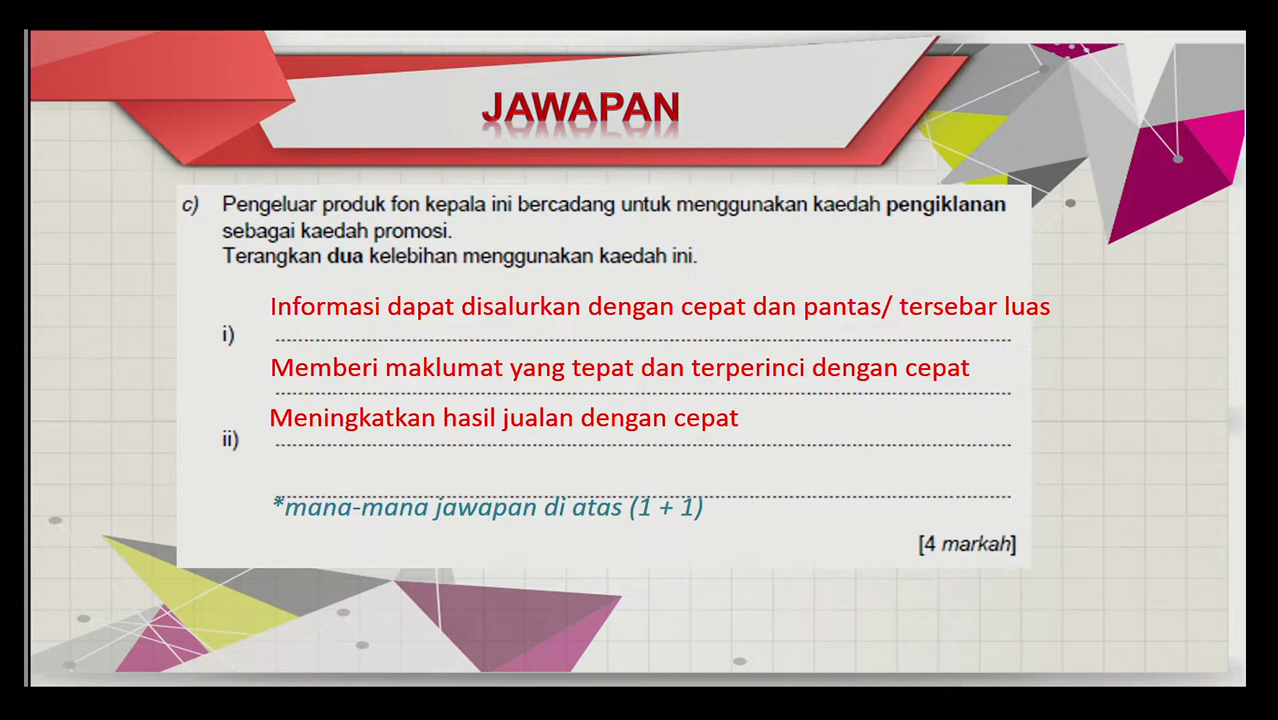 JAWAPAN
c) Pengeluar produk fon kepala ini bercadang untuk menggunakan kaedah pengiklanan
sebagai kaedah promosi.
Terangkan dua kelebihan menggunakan kaedah ini.
Informasi dapat disalurkan dengan cepat dan pantas/ tersebar luas
i)
Memberi maklumat yang tepat dan terperinci dengan cepat
Meningkatkan hasil jualan dengan cepat
ii)
*mana-mana jawapan di atas (1 + 1)
[4 markah]